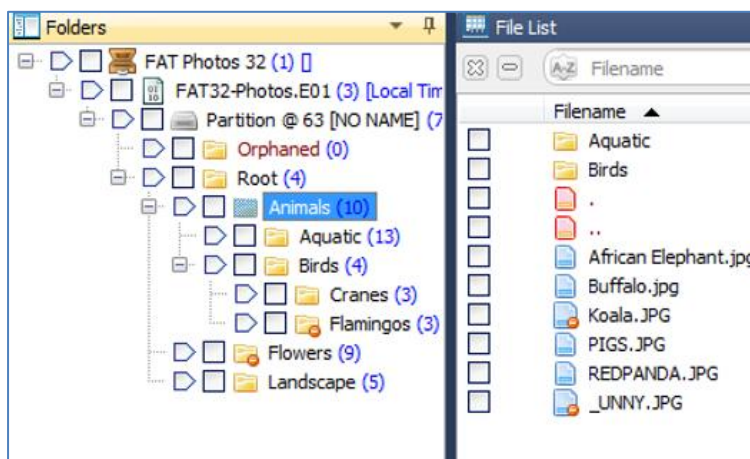 Folders
FAT Photos 32 (1) []
FAT32-Photos.E01 (3) [Local Tim
Partition @ 63 [NO NAME] (7
Orphaned (0)
Root (4)
Animals (10)
Aquatic (13)
Birds (4)
Cranes (3)
Flamingos (3)
Flowers (9)
Landscape (5)
File List
A-Z Filename
Filename
Aquatic
Birds
.
..
African Elephant.jpg
Buffalo.jpg
Koala.JPG
PIGS.JPG
REDPANDA.JPG
_UNNY.JPG